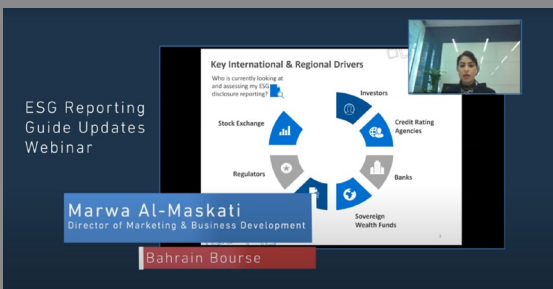 ESG Reporting
Guide Updates
Webinar
Key International & Regional Drivers
Who is currently looking at
and assessing my ESG
disclosure reporting?
Investors
Stock Exchange
Credit Rating
Agencies
Regulators
Banks
Sovereign
Wealth Funds
Marwa Al-Maskati
Director of Marketing & Business Development
Bahrain Bourse